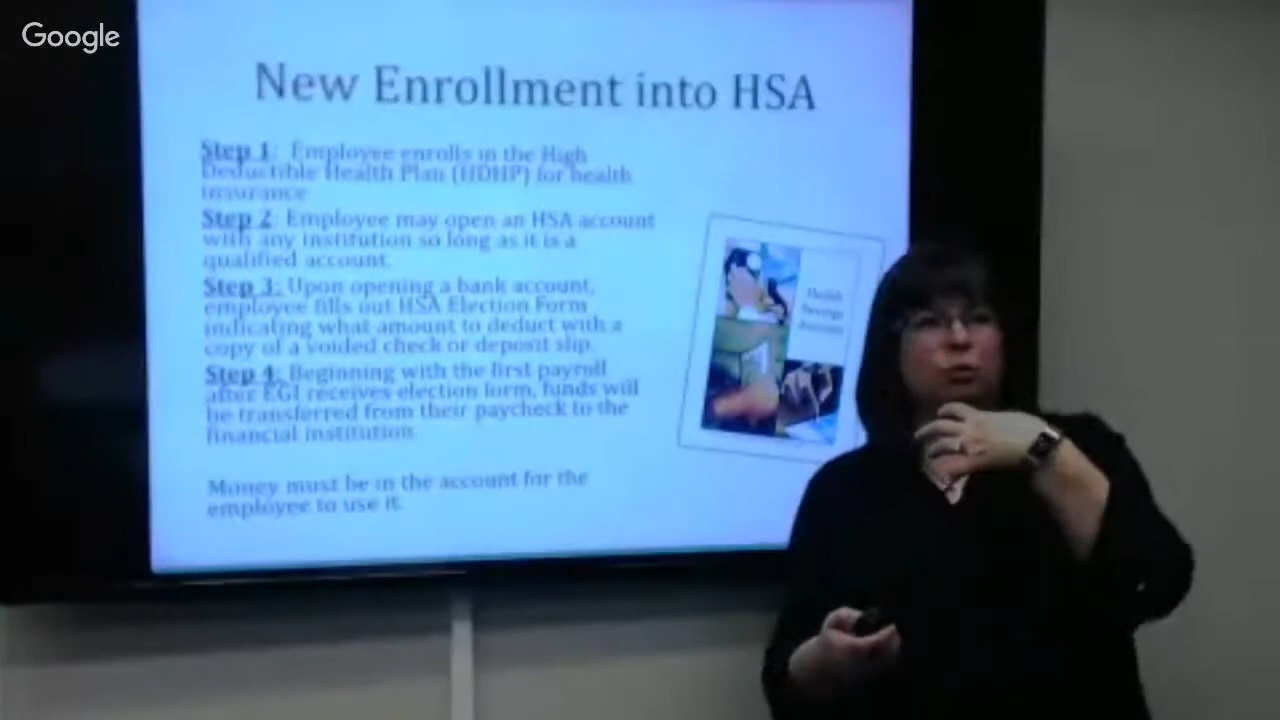 Google
New Enrollment into HSA
Step 1: Employee enrolls in the High
Deductible Health Plan (HDHP) for health
insurance
Step 2: Employee may open an HSA account
with any institution so long as it is a
qualified account.
Step 3: Upon opening a bank account,
employee fills out HSA Election Form
indicating what amount to deduct with a
copy of a voided check or deposit slip.
Step 4: Beginning with the first payroll
after EGI receives election form, funds will
be transferred from their paycheck to the
financial institution.
Money must be in the account for the
employee to use it.
Health
Savings
Account